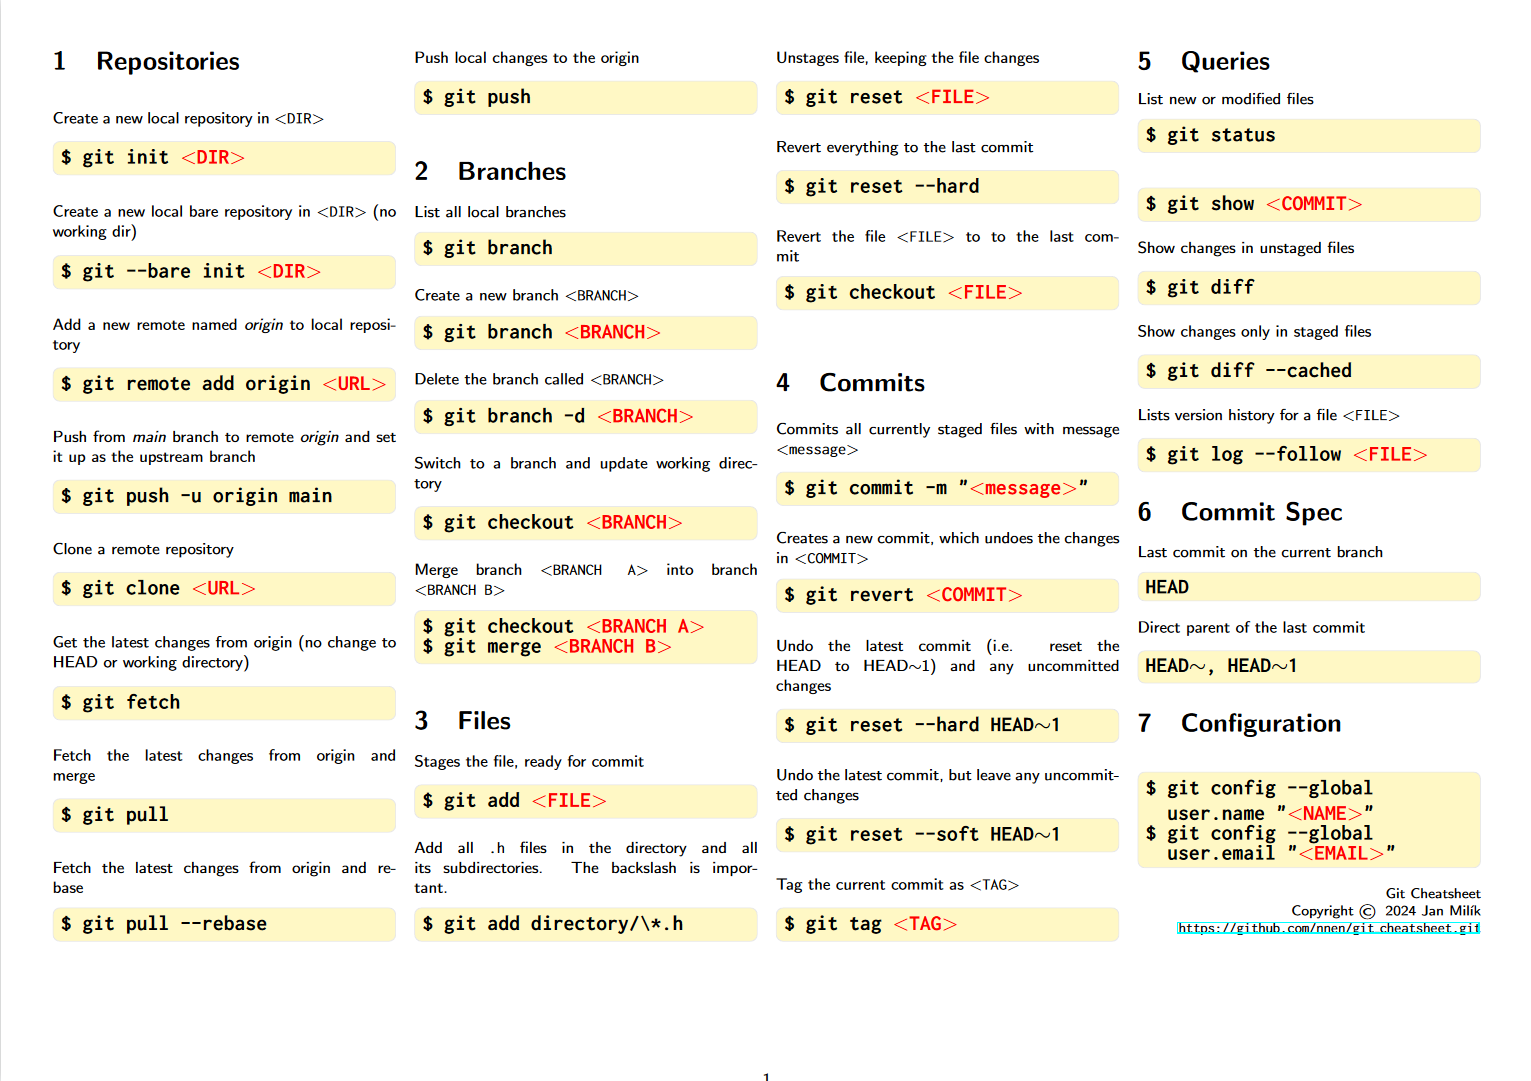 1 Repositories
Create a new local repository in <DIR>
$ git init <DIR>
Create a new local bare repository in <DIR> (no
working dir)
$ git --bare init <DIR>
Add a new remote named origin to local reposi-
tory
$ git remote add origin <URL>
Push from main branch to remote origin and set
it up as the upstream branch
$ git push -u origin main
Clone a remote repository
$ git clone <URL>
Get the latest changes from origin (no change to
HEAD or working directory)
$ git fetch
Fetch the latest changes from origin and
merge
$ git pull
Fetch the latest changes from origin and re-
base
$ git pull --rebase
Push local changes to the origin
$ git push
2 Branches
List all local branches
$ git branch
Create a new branch <BRANCH>
$ git branch <BRANCH>
Delete the branch called <BRANCH>
$ git branch -d <BRANCH>
Switch to a branch and update working direc-
tory
$ git checkout <BRANCH>
Merge branch <BRANCH A> into branch
<BRANCH B>
$ git checkout <BRANCH A>
$ git merge <BRANCH B>
3 Files
Stages the file, ready for commit
$ git add <FILE>
Add all .h files in the directory and all
its subdirectories. The backslash is impor-
tant.
$ git add directory/\*.h
Unstages file, keeping the file changes
$ git reset <FILE>
Revert everything to the last commit
$ git reset --hard
Revert the file <FILE> to to the last com-
mit
$ git checkout <FILE>
4 Commits
Commits all currently staged files with message
<message>
$ git commit -m "<message>"
Creates a new commit, which undoes the changes
in <COMMIT>
$ git revert <COMMIT>
Undo the latest commit (i.e. reset the
HEAD to HEAD~1) and any uncommitted
changes
$ git reset --hard HEAD~1
Undo the latest commit, but leave any uncommit-
ted changes
$ git reset --soft HEAD~1
Tag the current commit as <TAG>
$ git tag <TAG>
5 Queries
List new or modified files
$ git status
$ git show <COMMIT>
Show changes in unstaged files
$ git diff
Show changes only in staged files
$ git diff --cached
Lists version history for a file <FILE>
$ git log --follow <FILE>
6 Commit Spec
Last commit on the current branch
HEAD
Direct parent of the last commit
HEAD~, HEAD~1
7 Configuration
$ git config --global
user.name "<NAME>"
$ git config --global
user.email "<EMAIL>"
Git Cheatsheet
Copyright © 2024 Jan Milík
https://github.com/nnen/git_cheatsheet.git
1